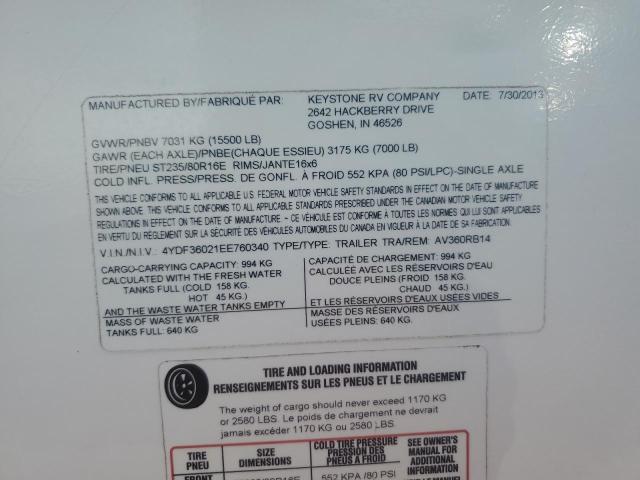 MANUFACTURED BY/FABRIQUÉ PAR: KEYSTONE RV COMPANY DATE: 7/30/2013
2642 HACKBERRY DRIVE
GOSHEN, IN 46526
GVWR/PNBV 7031 KG (15500 LB)
GAWR (EACH AXLE)/PNBE(CHAQUE ESSIEU) 3175 KG (7000 LB)
TIRE/PNEU ST235/80R16E RIMS/JANTE16x6
COLD INFL. PRESS/PRESS. DE GONFL. À FROID 552 KPA (80 PSI/LPC)-SINGLE AXLE
THIS VEHICLE CONFORMS TO ALL APPLICABLE U.S. FEDERAL MOTOR VEHICLE SAFETY STANDARDS IN EFFECT ON THE DATE OF MANUFACTURE
SHOWN ABOVE. THIS VEHICLE CONFORMS TO ALL APPLICABLE STANDARDS PRESCRIBED UNDER THE CANADIAN MOTOR VEHICLE SAFETY
REGULATIONS IN EFFECT ON THE DATE OF MANUFACTURE - CE VÉHICULE EST CONFORME À TOUTES LES NORMES QUI LUI SONT APPLICABLES
EN VERTU DU RÈGLEMENT SUR LA SÉCURITÉ DES VÉHICULES AUTOMOBILES DU CANADA EN VIGUEUR À LA DATE DE SA FABRICATION
V.I.N./N.I.V.: 4YDF36021EE760340 TYPE/TYPE: TRAILER TRA/REM: AV360RB14
CARGO-CARRYING CAPACITY: 994 KG
CALCULATED WITH THE FRESH WATER
TANKS FULL (COLD 158 KG.
HOT 45 KG.)
AND THE WASTE WATER TANKS EMPTY
MASS OF WASTE WATER
TANKS FULL: 640 KG
CAPACITÉ DE CHARGEMENT: 994 KG
CALCULÉE AVEC LES RÉSERVOIRS D'EAU
DOUCE PLEINS (FROID 158 KG.
CHAUD 45 KG.)
ET LES RÉSERVOIRS D'EAUX USÉES VIDES
MASSE DES RÉSERVOIRS D'EAUX
USÉES PLEINS: 640 KG.
TIRE AND LOADING INFORMATION
RENSEIGNEMENTS SUR LES PNEUS ET LE CHARGEMENT
The weight of cargo should never exceed 1170 KG
or 2580 LBS. Le poids de chargement ne devrait
jamais excéder 1170 KG ou 2580 LBS.
TIRE
PNEU
SIZE
DIMENSIONS
COLD TIRE PRESSURE
PRESSION DES
PNEUS A FROID
SEE OWNER'S
MANUAL FOR
ADDITIONAL
INFORMATION
FRONT
552 KPA /80 PSI